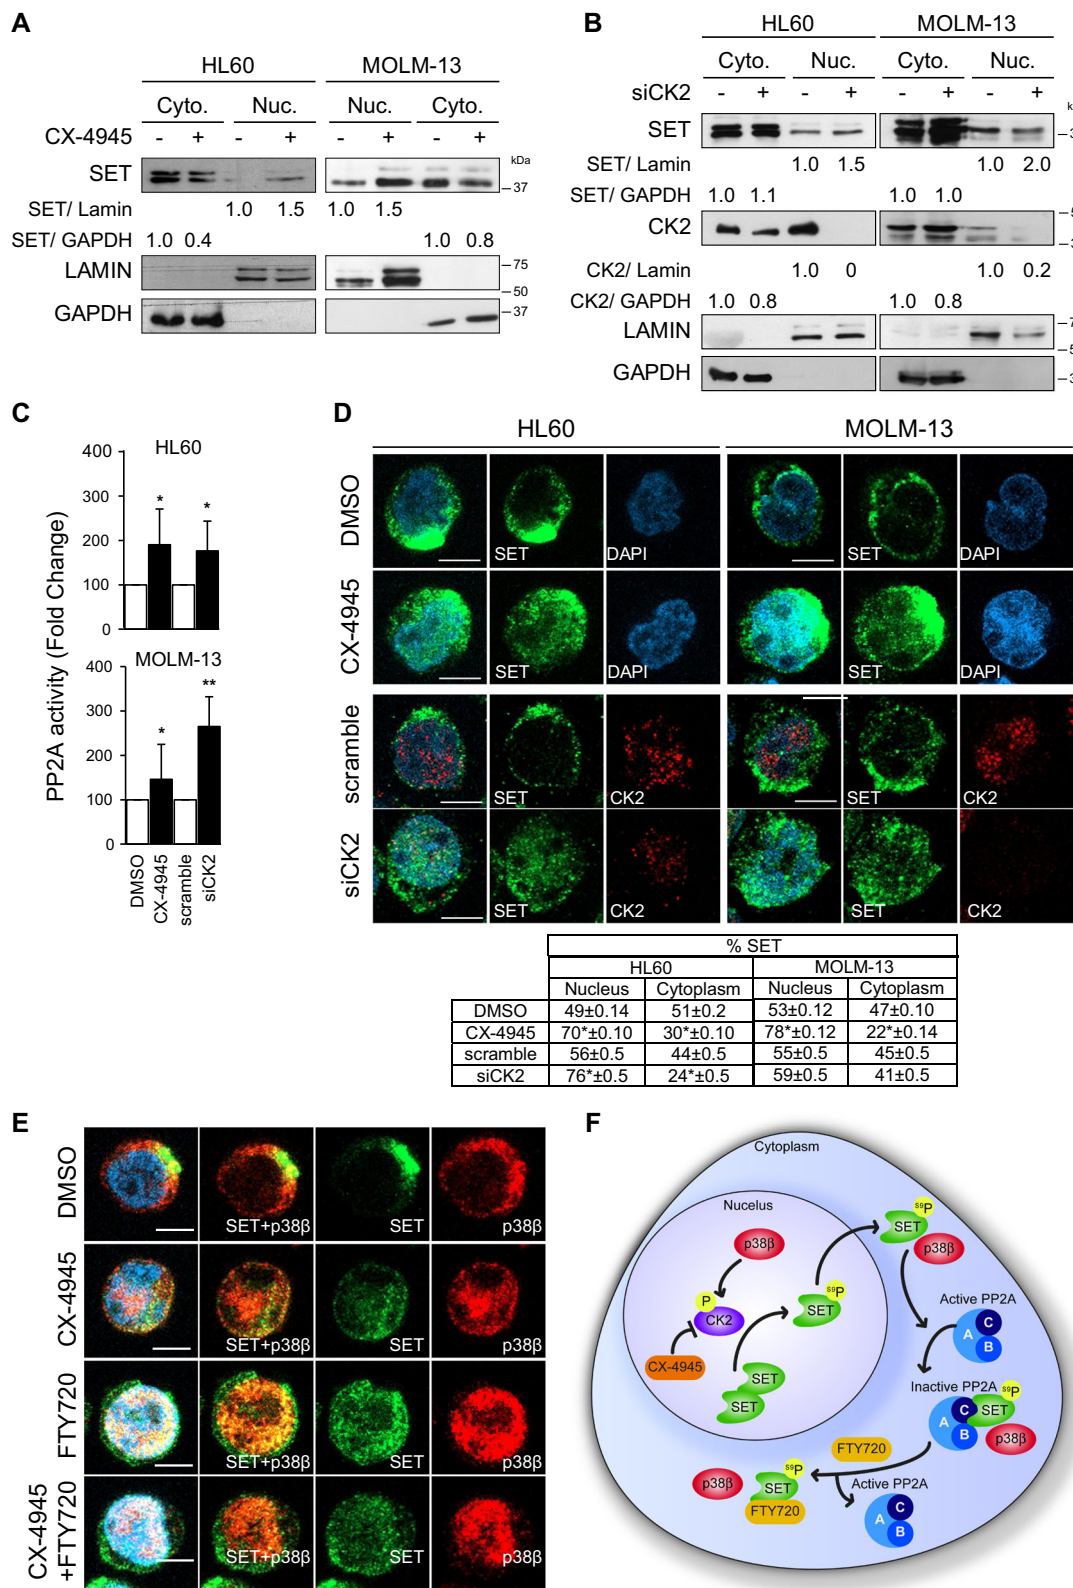 A
HL60 MOLM-13
Cyto. Nuc. Nuc. Cyto.
CX-4945 - + - + - + - +
kDa
SET
37
SET/ Lamin 1.0 1.5 1.0 1.5
SET/ GAPDH 1.0 0.4 1.0 0.8
LAMIN
75
50
GAPDH
37
B
HL60 MOLM-13
Cyto. Nuc. Cyto. Nuc.
siCK2 - + - + - + - +
k
SET
3
SET/ Lamin 1.0 1.5 1.0 2.0
SET/ GAPDH 1.0 1.1 1.0 1.0
CK2
5
3
CK2/ Lamin 1.0 0 1.0 0.2
CK2/ GAPDH 1.0 0.8 1.0 0.8
LAMIN
7
5
GAPDH
3
C
PP2A activity (Fold Change)
HL60
400
300
200
100
0
* *
MOLM-13
400
300
200
100
0
* **
DMSO CX-4945 scramble siCK2
D
HL60 MOLM-13
DMSO
SET DAPI SET DAPI
CX-4945
SET DAPI SET DAPI
scramble
SET CK2 SET CK2
siCK2
SET CK2 SET CK2
% SET
HL60 MOLM-13
Nucleus Cytoplasm Nucleus Cytoplasm
DMSO 49±0.14 51±0.2 53±0.12 47±0.10
CX-4945 70*±0.10 30*±0.10 78*±0.12 22*±0.14
scramble 56±0.5 44±0.5 55±0.5 45±0.5
siCK2 76*±0.5 24*±0.5 59±0.5 41±0.5
E
DMSO
SET+p38β SET p38β
CX-4945
SET+p38β SET p38β
FTY720
SET+p38β SET p38β
CX-4945
+FTY720
SET+p38β SET p38β
F
Cytoplasm
Nucelus
p38β
P
CK2
CX-4945
SET
SET
S9P
SET
S9P
SET
p38β
Active PP2A
A C B
Inactive PP2A
S9P
A C B SET
p38β
FTY720
S9P
p38β SET
FTY720
Active PP2A
A C B